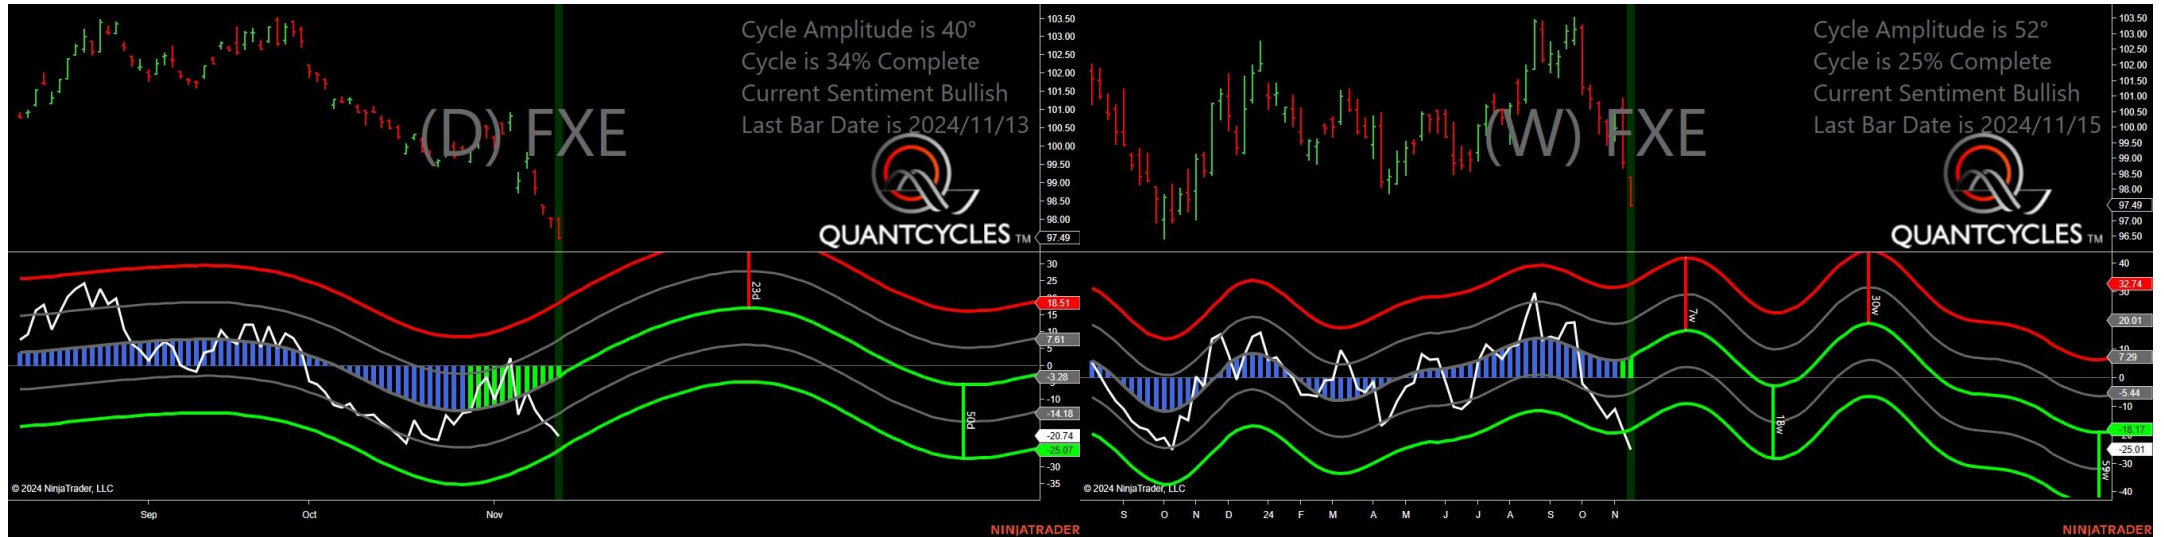 Cycle Amplitude is 40°
Cycle is 34% Complete
Current Sentiment Bullish
Last Bar Date is 2024/11/13
(D) FXE
QUANTCYCLES TM
103.50
103.00
102.50
102.00
101.50
101.00
100.50
100.00
99.50
99.00
98.50
98.00
97.49
30
25
18.51
15
10
7.61
5
0
-3.28
-10
-14.18
-20.74
-25.07
-30
-35
23d
50d
© 2024 NinjaTrader, LLC
Sep Oct Nov
NINJATRADER
Cycle Amplitude is 52°
Cycle is 25% Complete
Current Sentiment Bullish
Last Bar Date is 2024/11/15
(W) FXE
QUANTCYCLES TM
103.50
103.00
102.50
102.00
101.50
101.00
100.50
100.00
99.50
99.00
98.50
98.00
97.49
97.00
96.50
40
32.74
30
20.01
10
7.29
0
-5.44
-10
-18.17
-25.01
-30
-40
7w
18w
30w
59w
© 2024 NinjaTrader, LLC
S O N D 24 F M A M J J A S O N
NINJATRADER